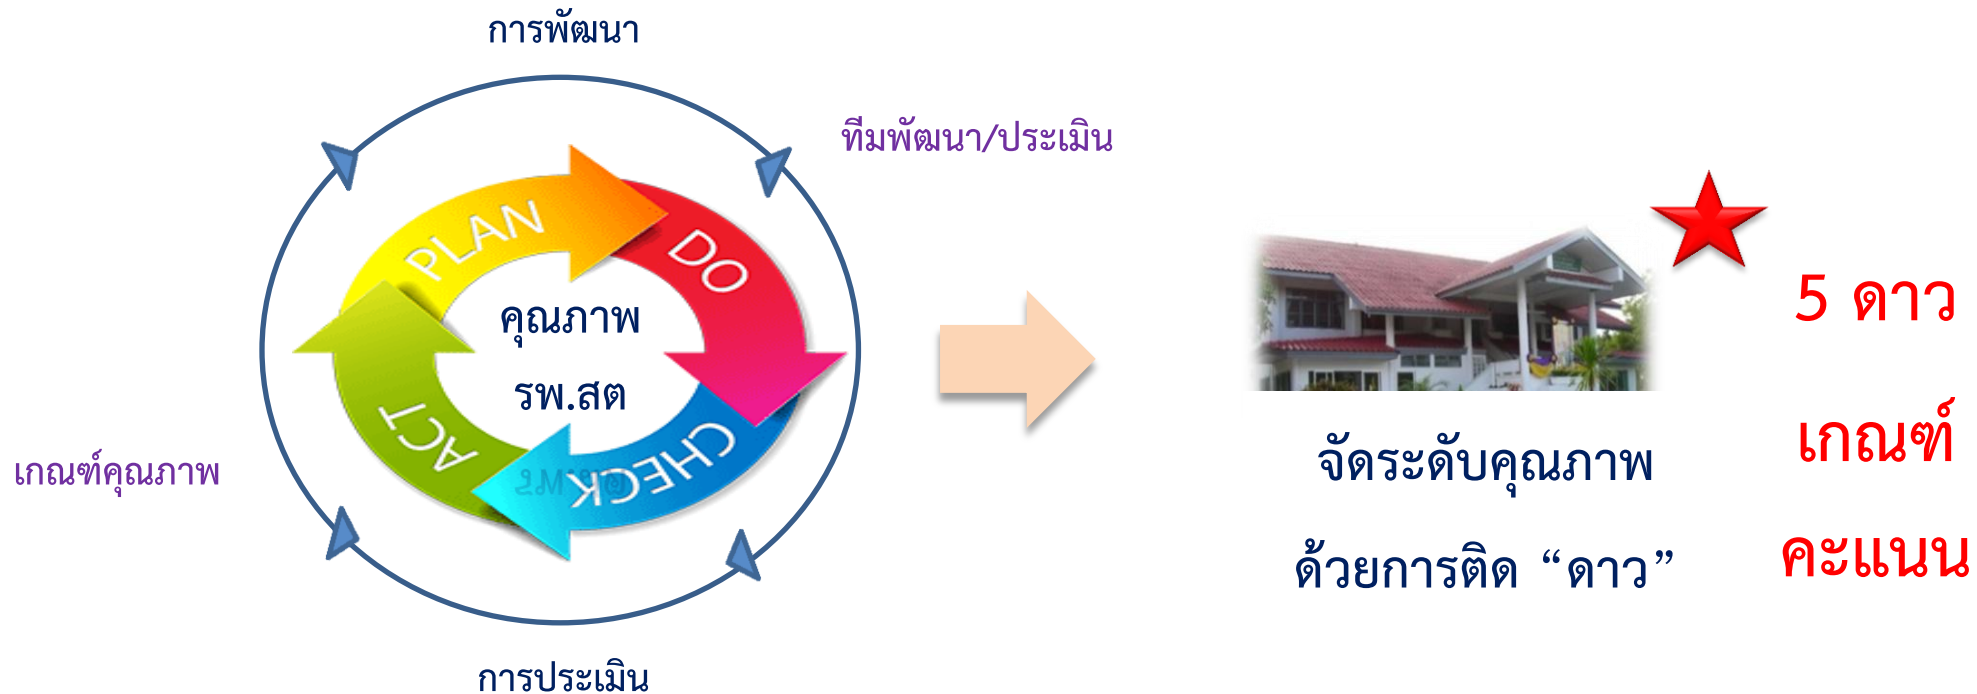 การพัฒนา
ทีมพัฒนา/ประเมิน
PLAN
DO
CHECK
ACT
คุณภาพ
รพ.สต
เกณฑ์คุณภาพ
การประเมิน
จัดระดับคุณภาพ
ด้วยการติด “ดาว”
5 ดาว
เกณฑ์
คะแนน